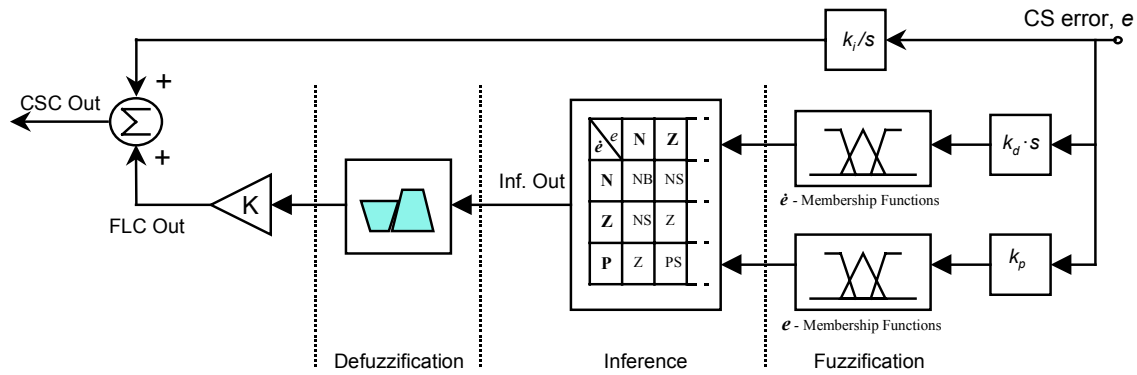 CS error, e
k_i/s
+
CSC Out
Σ
+
k_d · s
ė e N Z
N NB NS
Z NS Z
P Z PS
ė - Membership Functions
Inf. Out
K
FLC Out
k_p
e - Membership Functions
Defuzzification
Inference
Fuzzification